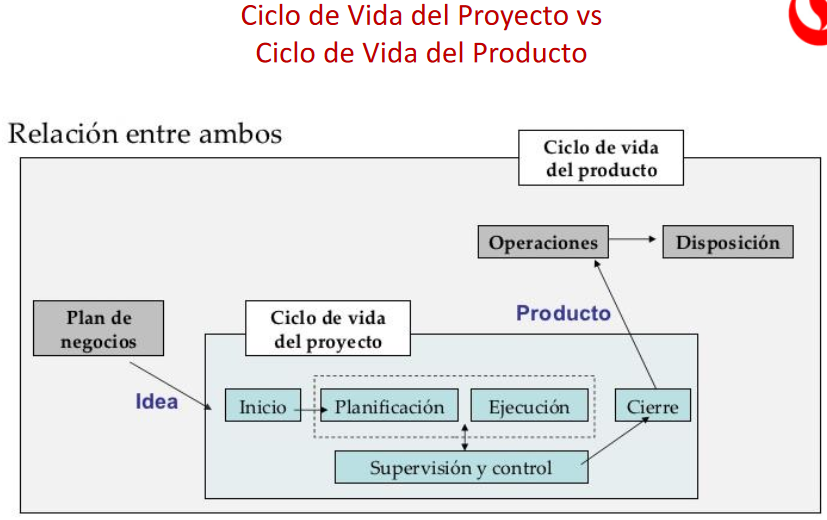 Ciclo de Vida del Proyecto vs
Ciclo de Vida del Producto
Relación entre ambos
Ciclo de vida
del producto
Operaciones
Disposición
Plan de
negocios
Ciclo de vida
del proyecto
Producto
Idea
Inicio
Planificación
Ejecución
Cierre
Supervisión y control